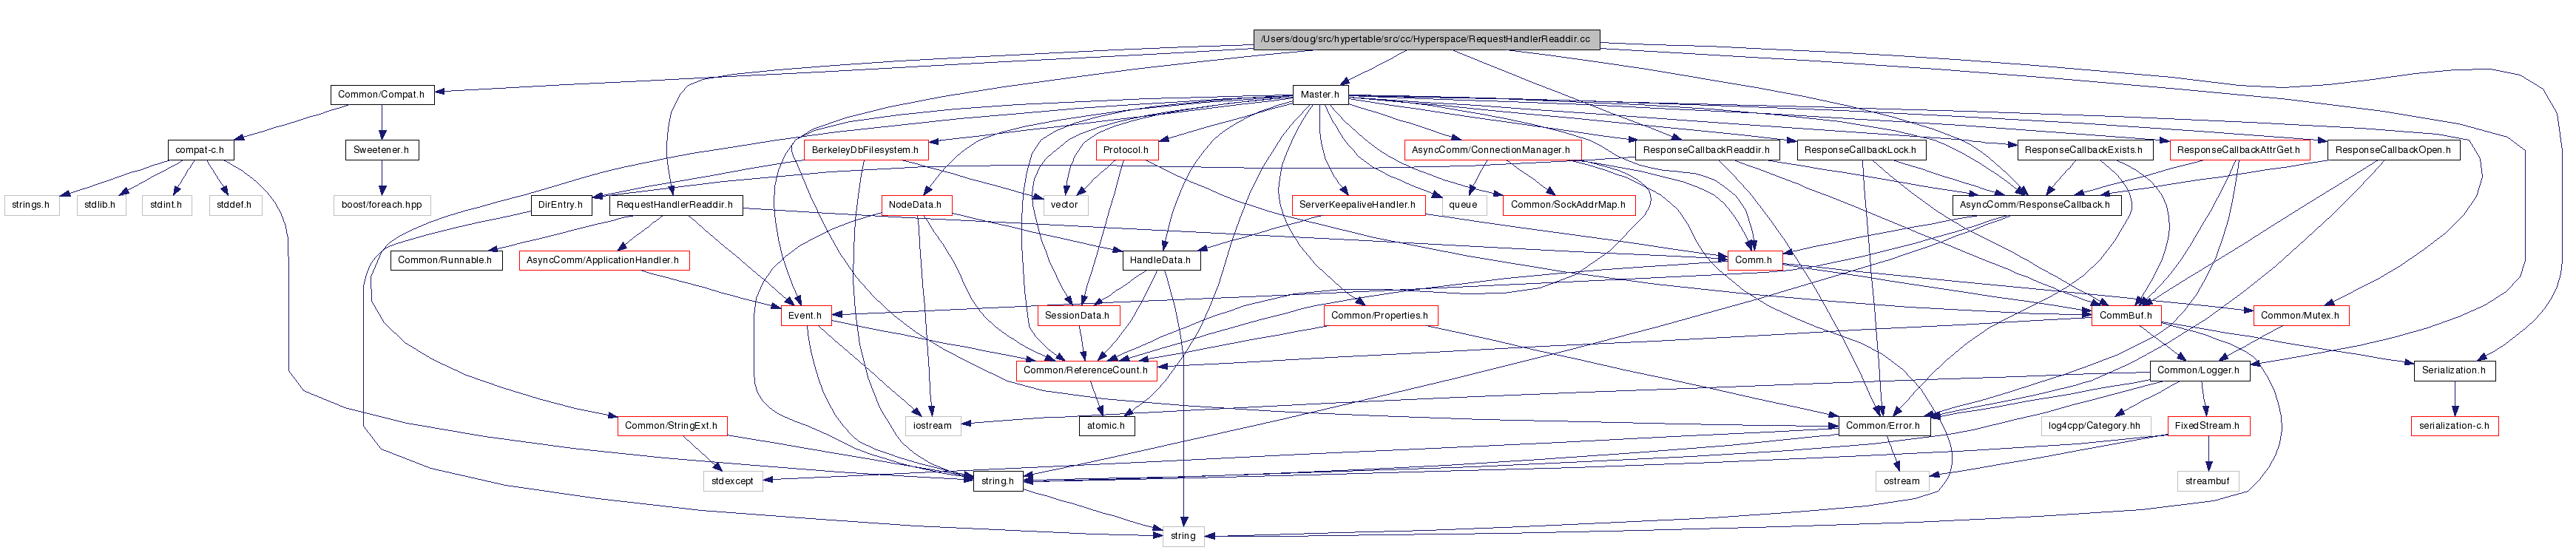 /Users/doug/src/hypertable/src/cc/Hyperspace/RequestHandlerReaddir.cc
Common/Compat.h
Master.h
compat-c.h
Sweetener.h
BerkeleyDbFilesystem.h
Protocol.h
AsyncComm/ConnectionManager.h
ResponseCallbackReaddir.h
ResponseCallbackLock.h
ResponseCallbackExists.h
ResponseCallbackAttrGet.h
ResponseCallbackOpen.h
strings.h
stdlib.h
stdint.h
stddef.h
boost/foreach.hpp
DirEntry.h
RequestHandlerReaddir.h
NodeData.h
vector
ServerKeepaliveHandler.h
queue
Common/SockAddrMap.h
AsyncComm/ResponseCallback.h
Common/Runnable.h
AsyncComm/ApplicationHandler.h
HandleData.h
Comm.h
Event.h
SessionData.h
Common/Properties.h
CommBuf.h
Common/Mutex.h
Common/ReferenceCount.h
Common/Logger.h
Serialization.h
Common/StringExt.h
iostream
atomic.h
Common/Error.h
log4cpp/Category.hh
FixedStream.h
serialization-c.h
stdexcept
string.h
ostream
streambuf
string